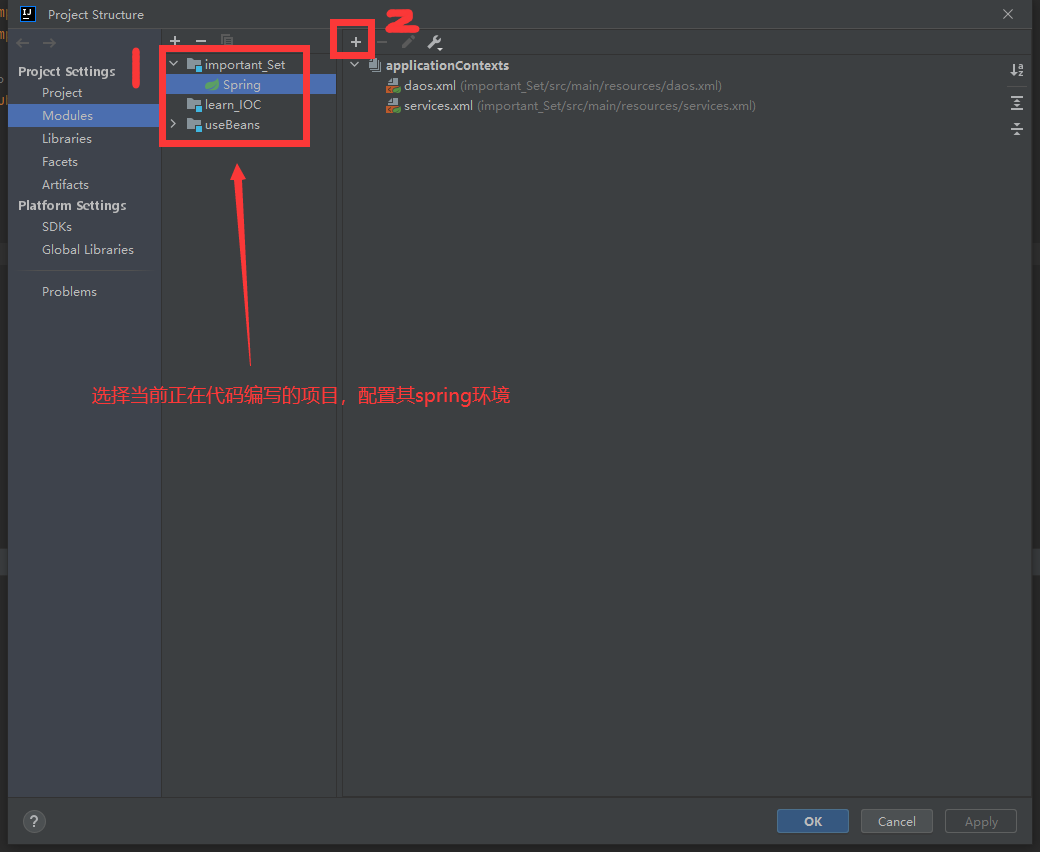 Project Structure
Project Settings
Project
Modules
Libraries
Facets
Artifacts
Platform Settings
SDKs
Global Libraries
Problems
1
important_Set
Spring
learn_IOC
useBeans
2
applicationContexts
daos.xml (important_Set/src/main/resources/daos.xml)
services.xml (important_Set/src/main/resources/services.xml)
选择当前正在代码编写的项目，配置其spring环境
?
OK
Cancel
Apply